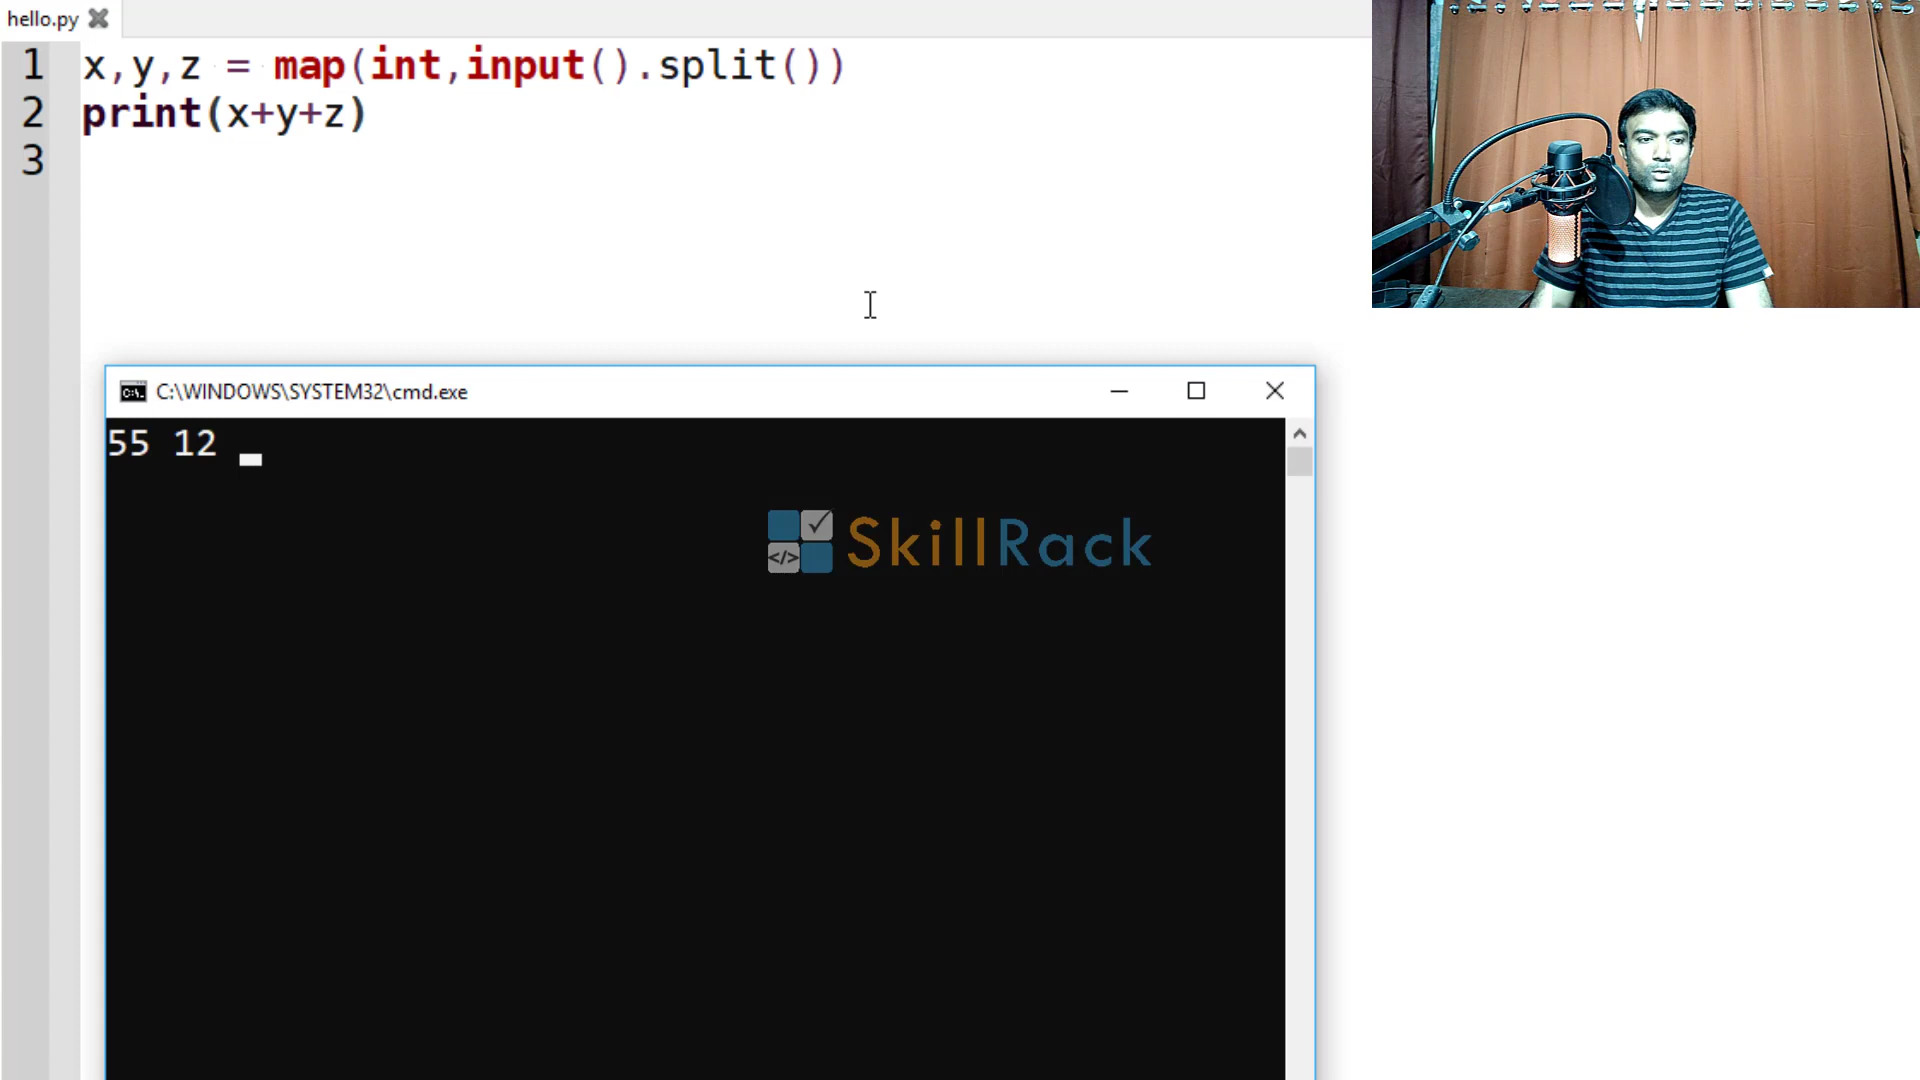 hello.py
1 x,y,z = map(int,input().split())
2 print(x+y+z)
3
C:\WINDOWS\SYSTEM32\cmd.exe
55 12
</> SkillRack